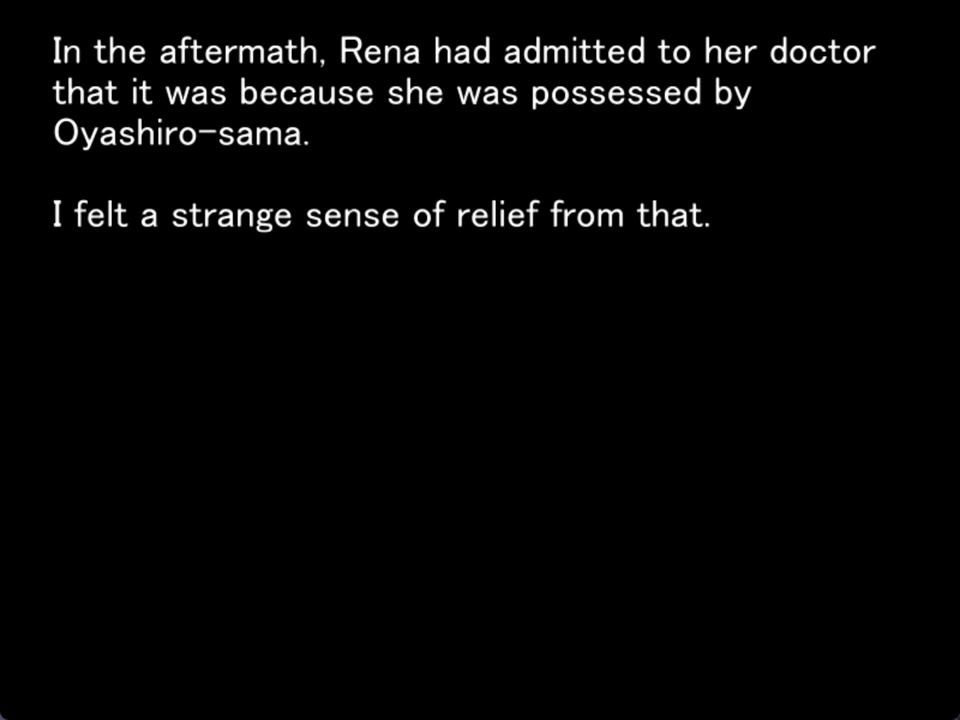 In the aftermath, Rena had admitted to her doctor
that it was because she was possessed by
Oyashiro-sama.
I felt a strange sense of relief from that.